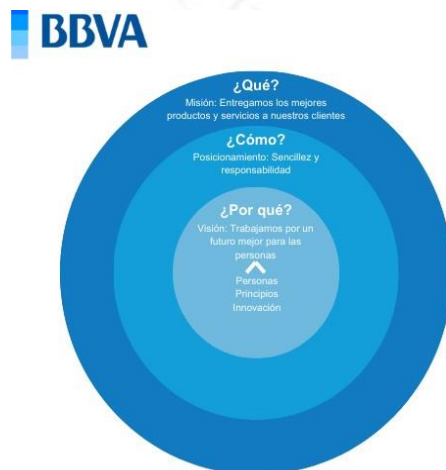 BBVA
¿Qué?
Misión: Entregamos los mejores
productos y servicios a nuestros clientes
¿Cómo?
Posicionamiento: Sencillez y
responsabilidad
¿Por qué?
Visión: Trabajamos por un
futuro mejor para las
personas
Personas
Principios
Innovación